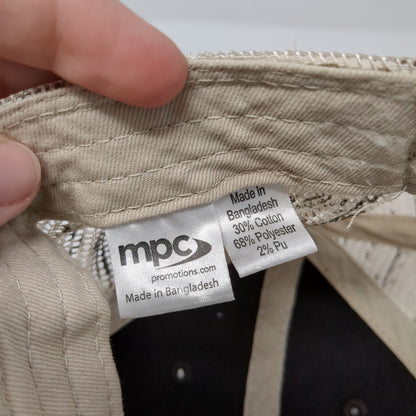 mpc
promotions.com
Made in Bangladesh
Made In
Bangladesh
30% Cotton
68% Polyester
2% Pu